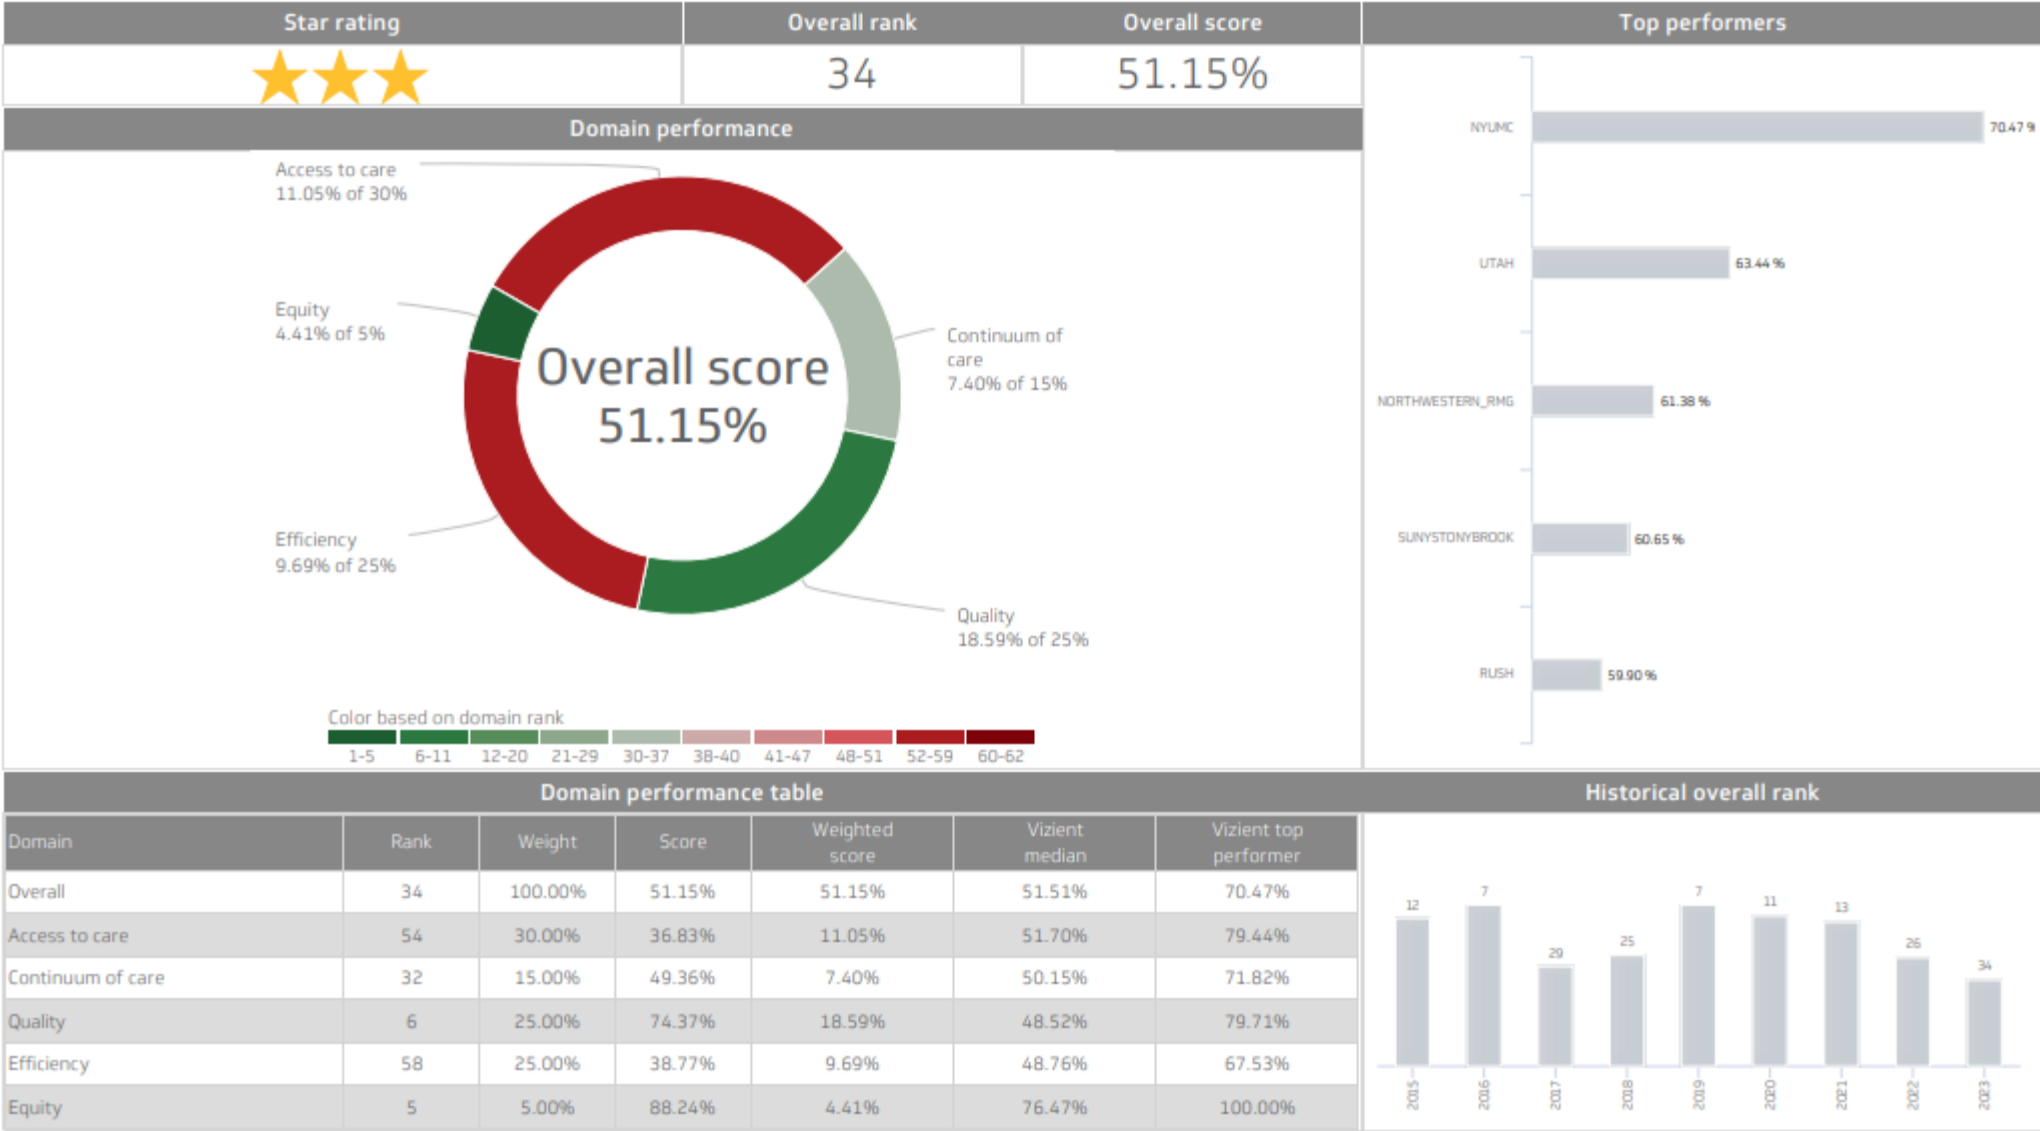 Star rating
Overall rank
Overall score
Top performers
34
51.15%
Domain performance
Access to care
11.05% of 30%
Equity
4.41% of 5%
Efficiency
9.69% of 25%
Overall score
51.15%
Continuum of
care
7.40% of 15%
Quality
18.59% of 25%
Color based on domain rank
1-5 6-11 12-20 21-29 30-37 38-40 41-47 48-51 52-59 60-62
NYUMC 70.47 %
UTAH 63.44 %
NORTHWESTERN_RMG 61.38 %
SUNYSTONYBROOK 60.65 %
RUSH 59.90 %
Domain performance table
Domain Rank Weight Score Weighted score Vizient median Vizient top performer
Overall 34 100.00% 51.15% 51.15% 51.51% 70.47%
Access to care 54 30.00% 36.83% 11.05% 51.70% 79.44%
Continuum of care 32 15.00% 49.36% 7.40% 50.15% 71.82%
Quality 6 25.00% 74.37% 18.59% 48.52% 79.71%
Efficiency 58 25.00% 38.77% 9.69% 48.76% 67.53%
Equity 5 5.00% 88.24% 4.41% 76.47% 100.00%
Historical overall rank
12 7 29 25 7 11 13 26 34
2015 2016 2017 2018 2019 2020 2021 2022 2023